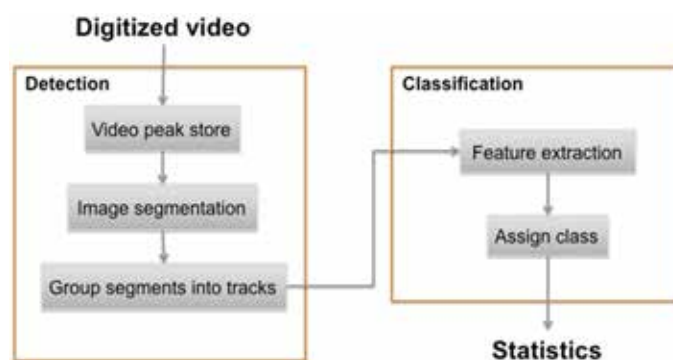 Digitized video
Detection
Video peak store
Image segmentation
Group segments into tracks
Classification
Feature extraction
Assign class
Statistics